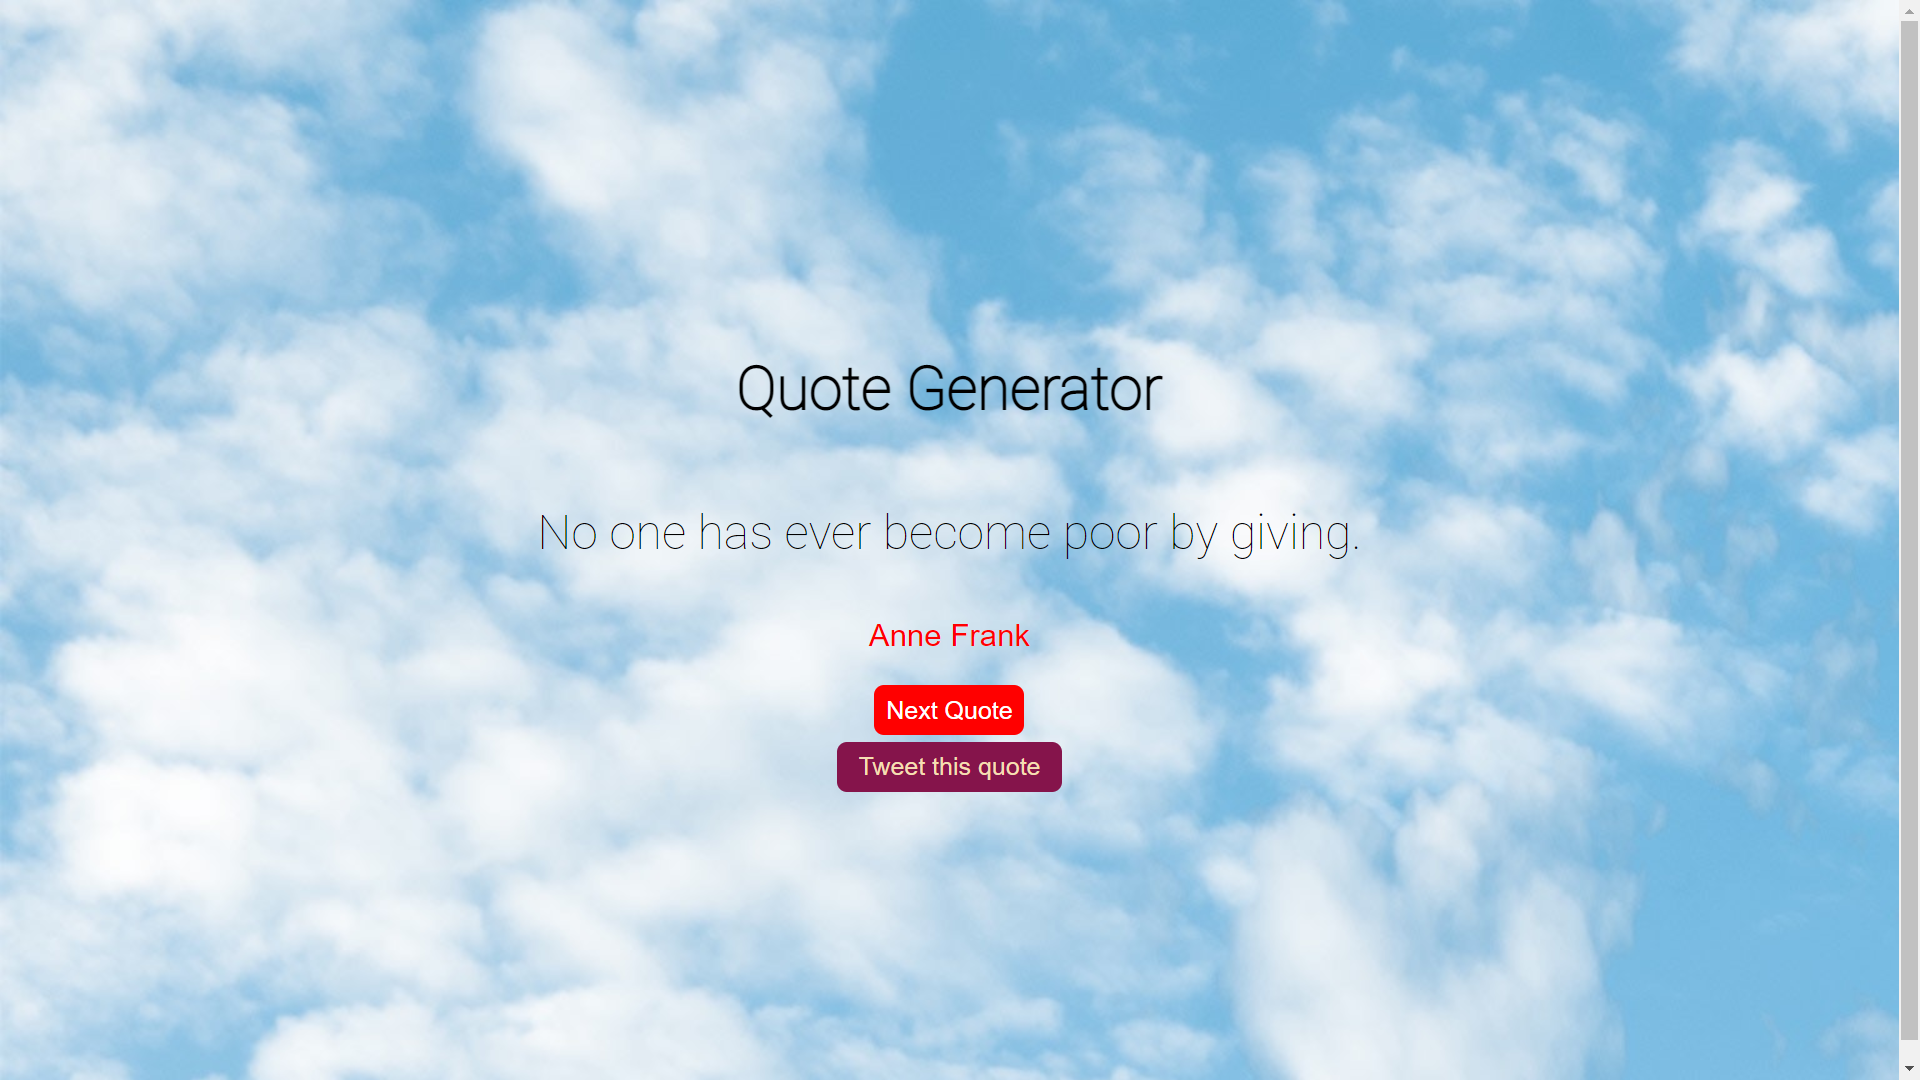 Quote Generator
No one has ever become poor by giving.
Anne Frank
Next Quote
Tweet this quote